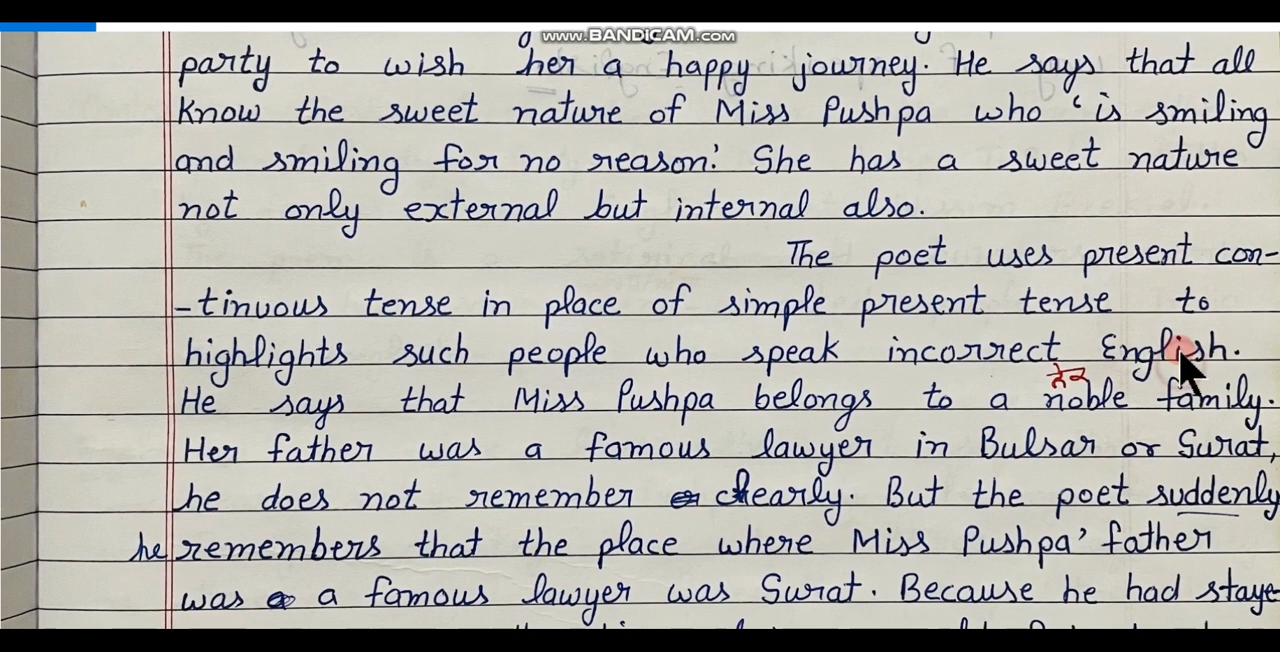 www.BANDICAM.com
party to wish her a happy journey. He says that all
Know the sweet nature of Miss Pushpa who ‘is smiling
and smiling for no reason.’ She has a sweet nature
not only external but internal also.
The poet uses present con-
-tinuous tense in place of simple present tense to
highlights such people who speak incorrect English.
नेक
He says that Miss Pushpa belongs to a noble family.
Her father was a famous lawyer in Bulsar or Surat,
he does not remember clearly. But the poet suddenly
he remembers that the place where Miss Pushpa’ father
was a famous lawyer was Surat. Because he had staye